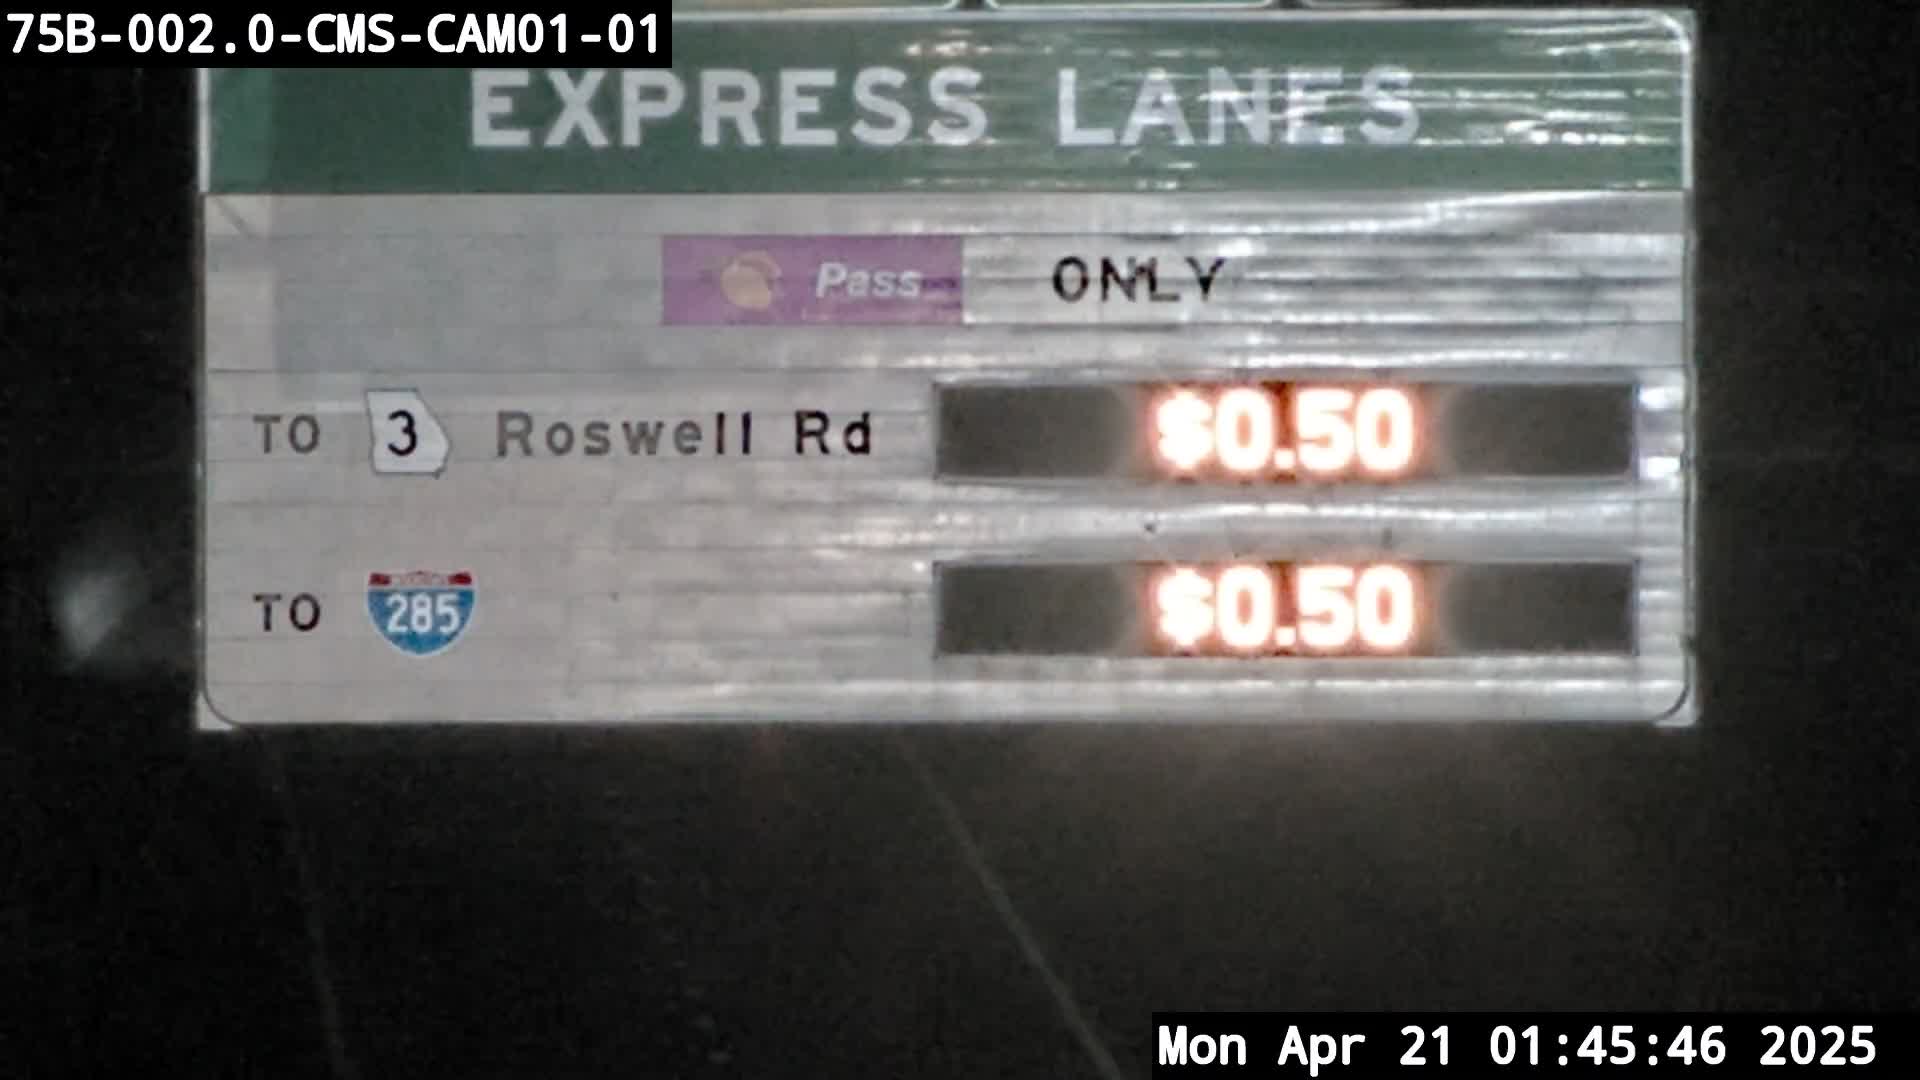 75B-002.0-CMS-CAM01-01
EXPRESS LANES
Pass ONLY
TO 3 Roswell Rd $0.50
TO 285 $0.50
Mon Apr 21 01:45:46 2025